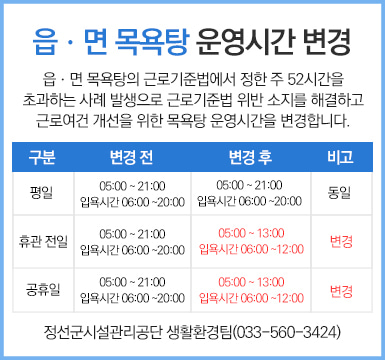 읍 · 면 목욕탕 운영시간 변경
읍 · 면 목욕탕의 근로기준법에서 정한 주 52시간을
초과하는 사례 발생으로 근로기준법 위반 소지를 해결하고
근로여건 개선을 위한 목욕탕 운영시간을 변경합니다.
구분 변경 전 변경 후 비고
평일 05:00 ~ 21:00 05:00 ~ 21:00 동일
입욕시간 06:00 ~20:00 입욕시간 06:00 ~20:00
휴관 전일 05:00 ~ 21:00 05:00 ~ 13:00 변경
입욕시간 06:00 ~20:00 입욕시간 06:00 ~12:00
공휴일 05:00 ~ 21:00 05:00 ~ 13:00 변경
입욕시간 06:00 ~20:00 입욕시간 06:00 ~12:00
정선군시설관리공단 생활환경팀(033-560-3424)